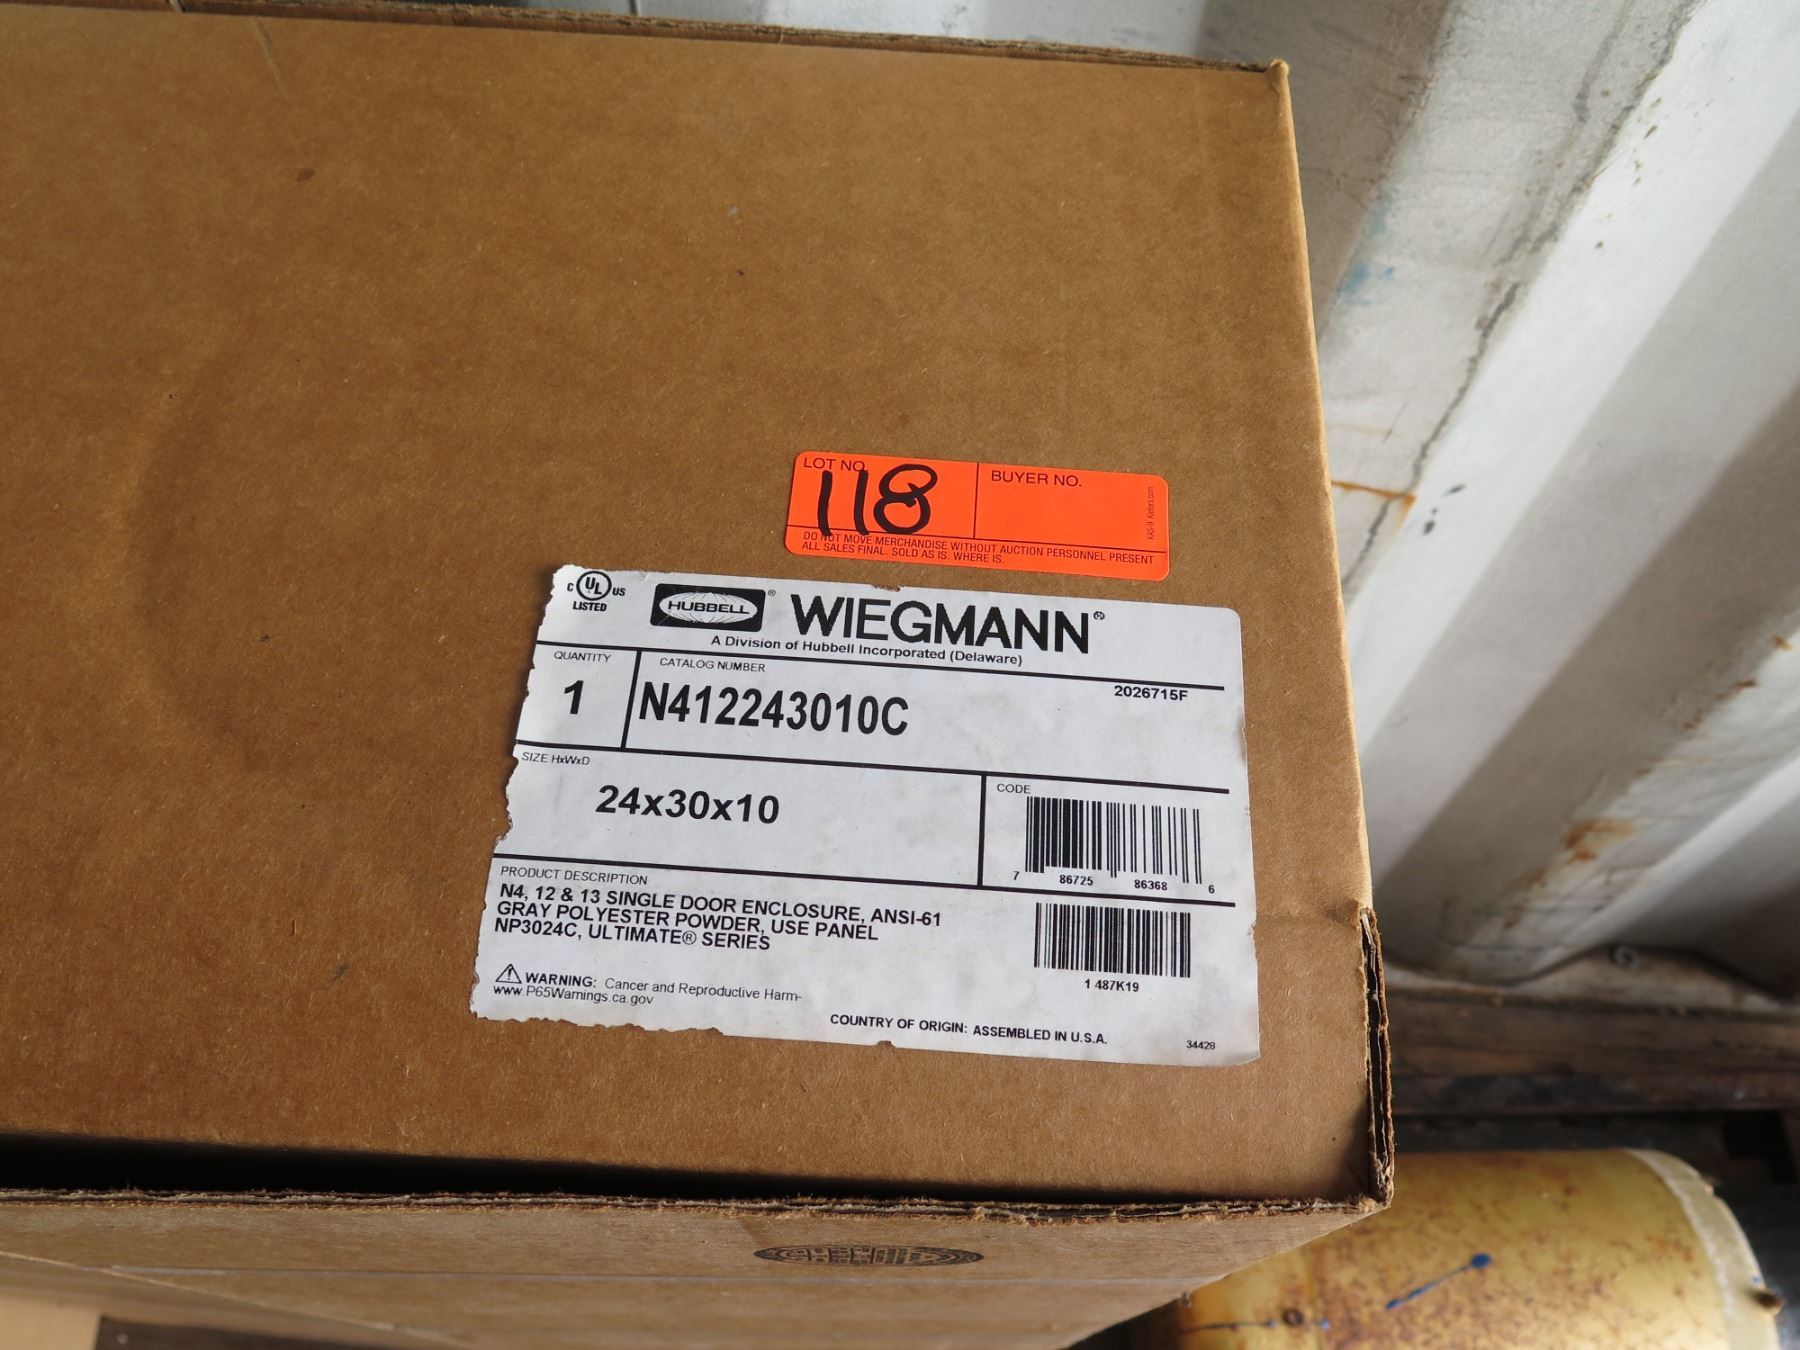 LOT NO.
118
BUYER NO.
DO NOT MOVE MERCHANDISE WITHOUT AUCTION PERSONNEL PRESENT
ALL SALES FINAL. SOLD AS IS. WHERE IS.
C UL US
LISTED
HUBBELL® WIEGMANN®
A Division of Hubbell Incorporated (Delaware)
QUANTITY
1
CATALOG NUMBER
2026715F
N412243010C
SIZE HxWxD
24x30x10
CODE
7 86725 86368 6
PRODUCT DESCRIPTION
N4, 12 & 13 SINGLE DOOR ENCLOSURE, ANSI-61
GRAY POLYESTER POWDER, USE PANEL
NP3024C, ULTIMATE® SERIES
1 487K19
WARNING: Cancer and Reproductive Harm-
www.P65Warnings.ca.gov
COUNTRY OF ORIGIN: ASSEMBLED IN U.S.A.
34428